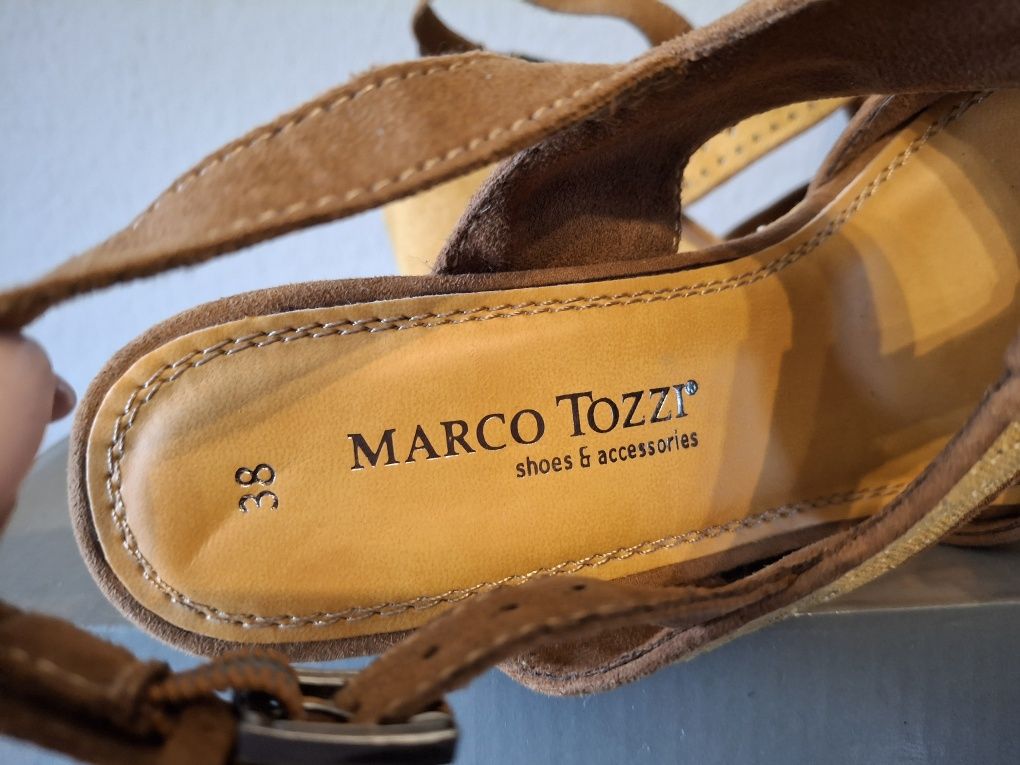 MARCO TOZZI®
shoes & accessories
38